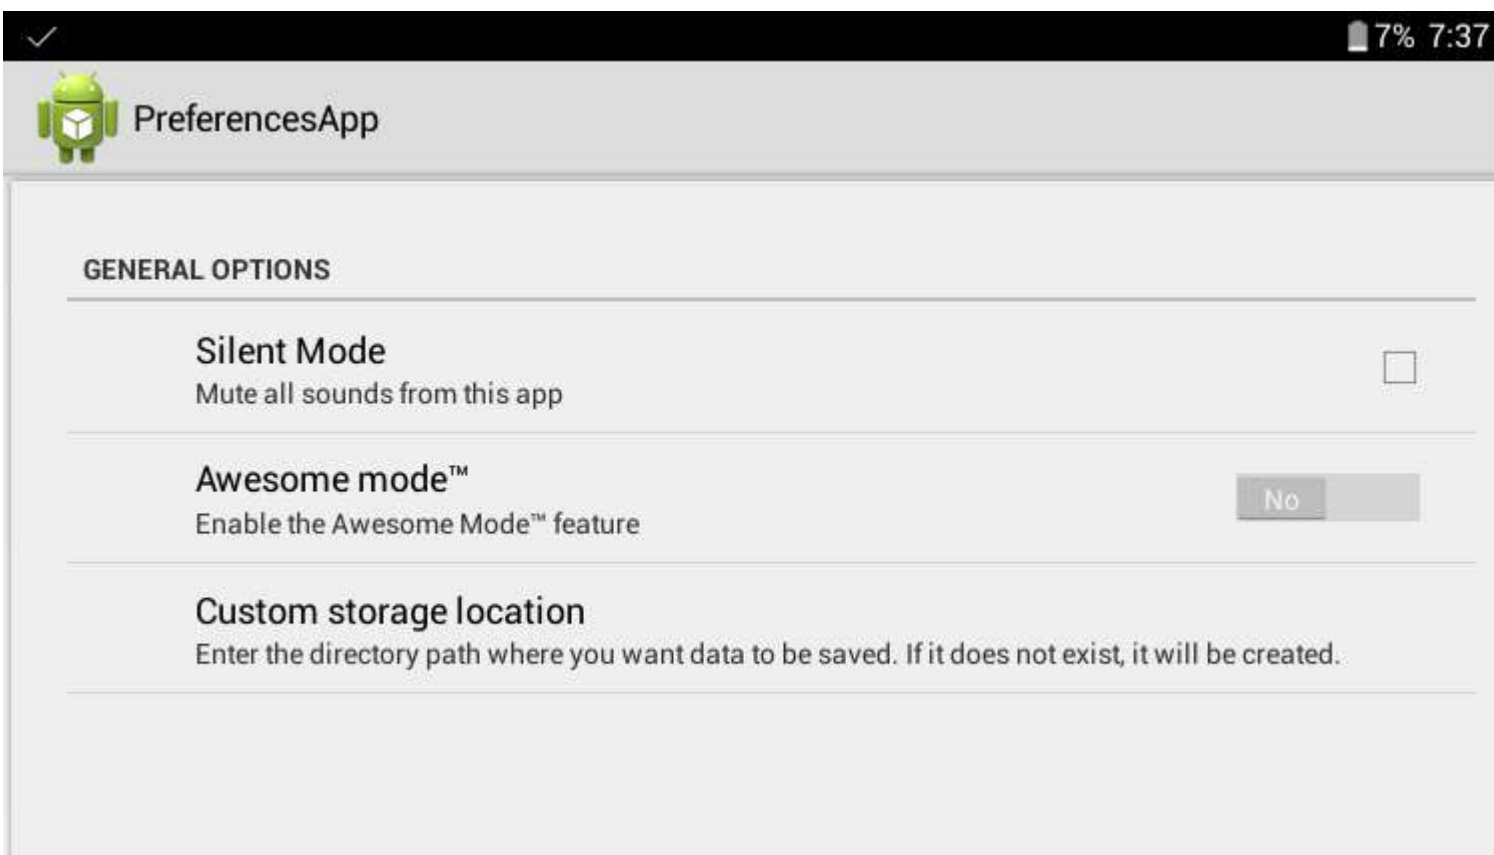 7% 7:37
PreferencesApp
GENERAL OPTIONS
Silent Mode
Mute all sounds from this app
Awesome mode™
Enable the Awesome Mode™ feature
No
Custom storage location
Enter the directory path where you want data to be saved. If it does not exist, it will be created.